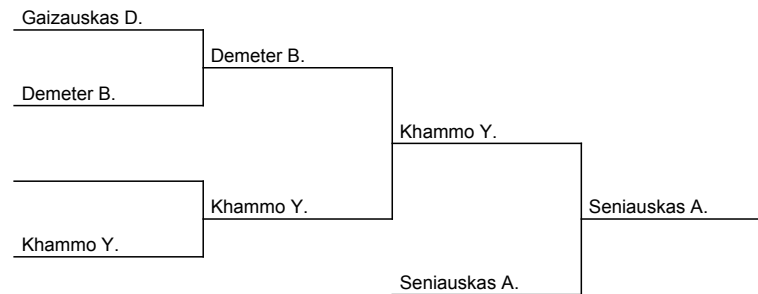 Gaizauskas D.
Demeter B.
Demeter B.
Khammo Y.
Khammo Y.
Seniauskas A.
Khammo Y.
Seniauskas A.